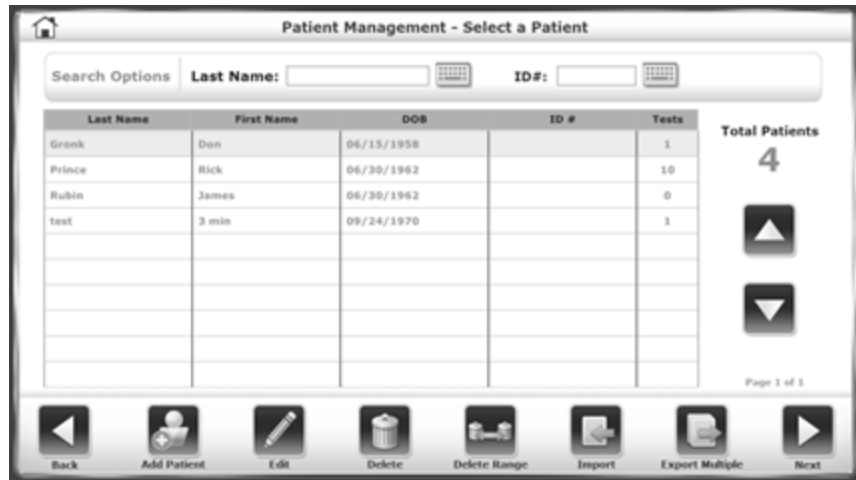 Patient Management - Select a Patient
Search Options Last Name: ID#:
Last Name First Name DOB ID # Tests
Gronk Don 06/15/1958 1
Prince Rick 06/30/1962 10
Rubin James 06/30/1962 0
test 3 min 09/24/1970 1
Total Patients
4
Page 1 of 1
Back Add Patient Edit Delete Delete Range Import Export Multiple Next